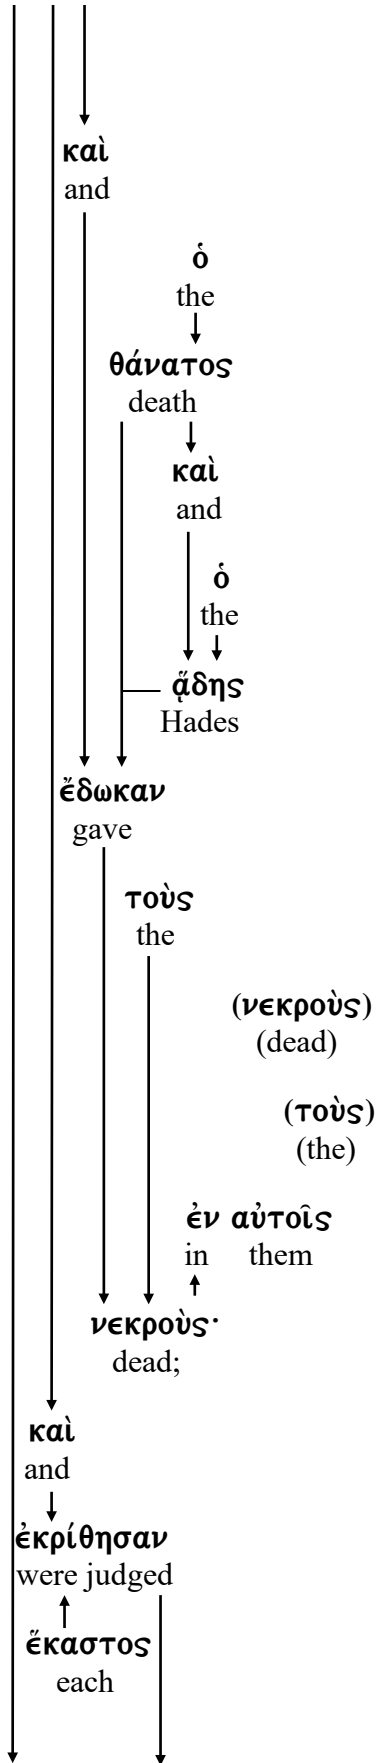 καὶ
and
ὁ
the
θάνατος
death
καὶ
and
ὁ
the
ᾅδης
Hades
ἔδωκαν
gave
τοὺς
the
(νεκροὺς)
(dead)
(τοὺς)
(the)
ἐν αὐτοῖς
in them
νεκροὺς·
dead;
καὶ
and
ἐκρίθησαν
were judged
ἕκαστος
each